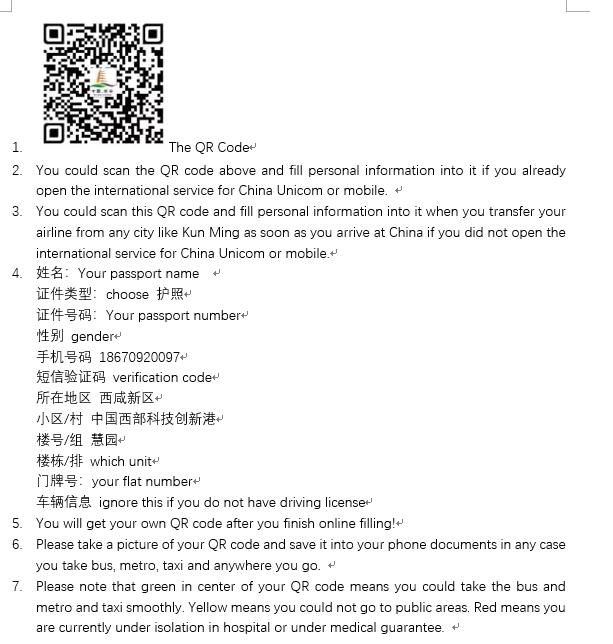 1. The QR Code
2. You could scan the QR code above and fill personal information into it if you already
open the international service for China Unicom or mobile.
3. You could scan this QR code and fill personal information into it when you transfer your
airline from any city like Kun Ming as soon as you arrive at China if you did not open the
international service for China Unicom or mobile.
4. 姓名：Your passport name
证件类型：choose 护照
证件号码：Your passport number
性别 gender
手机号码 18670920097
短信验证码 verification code
所在地区 西咸新区
小区/村 中国西部科技创新港
楼号/组 慧园
楼栋/排 which unit
门牌号：your flat number
车辆信息 ignore this if you do not have driving license
5. You will get your own QR code after you finish online filling!
6. Please take a picture of your QR code and save it into your phone documents in any case
you take bus, metro, taxi and anywhere you go.
7. Please note that green in center of your QR code means you could take the bus and
metro and taxi smoothly. Yellow means you could not go to public areas. Red means you
are currently under isolation in hospital or under medical guarantee.